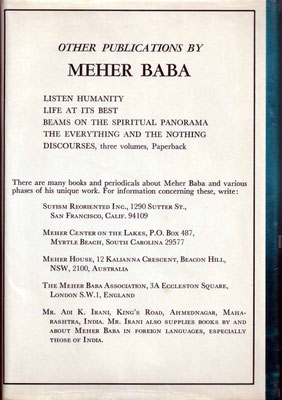 OTHER PUBLICATIONS BY
MEHER BABA
LISTEN HUMANITY
LIFE AT ITS BEST
BEAMS ON THE SPIRITUAL PANORAMA
THE EVERYTHING AND THE NOTHING
DISCOURSES, three volumes, Paperback
There are many books and periodicals about Meher Baba and various
phases of his unique work. For information concerning these, write:
SUFISM REORIENTED INC., 1290 SUTTER ST.,
SAN FRANCISCO, CALIF. 94109
MEHER CENTER ON THE LAKES, P.O. BOX 487,
MYRTLE BEACH, SOUTH CAROLINA 29577
MEHER HOUSE, 12 KALIANNA CRESCENT, BEACON HILL,
NSW, 2100, AUSTRALIA
THE MEHER BABA ASSOCIATION, 3A ECCLESTON SQUARE,
LONDON S.W.1, ENGLAND
MR. ADI K. IRANI, KING'S ROAD, AHMEDNAGAR, MAHA-
RASHTRA, INDIA. MR. IRANI ALSO SUPPLIES BOOKS BY AND
ABOUT MEHER BABA IN FOREIGN LANGUAGES, ESPECIALLY
THOSE OF INDIA.